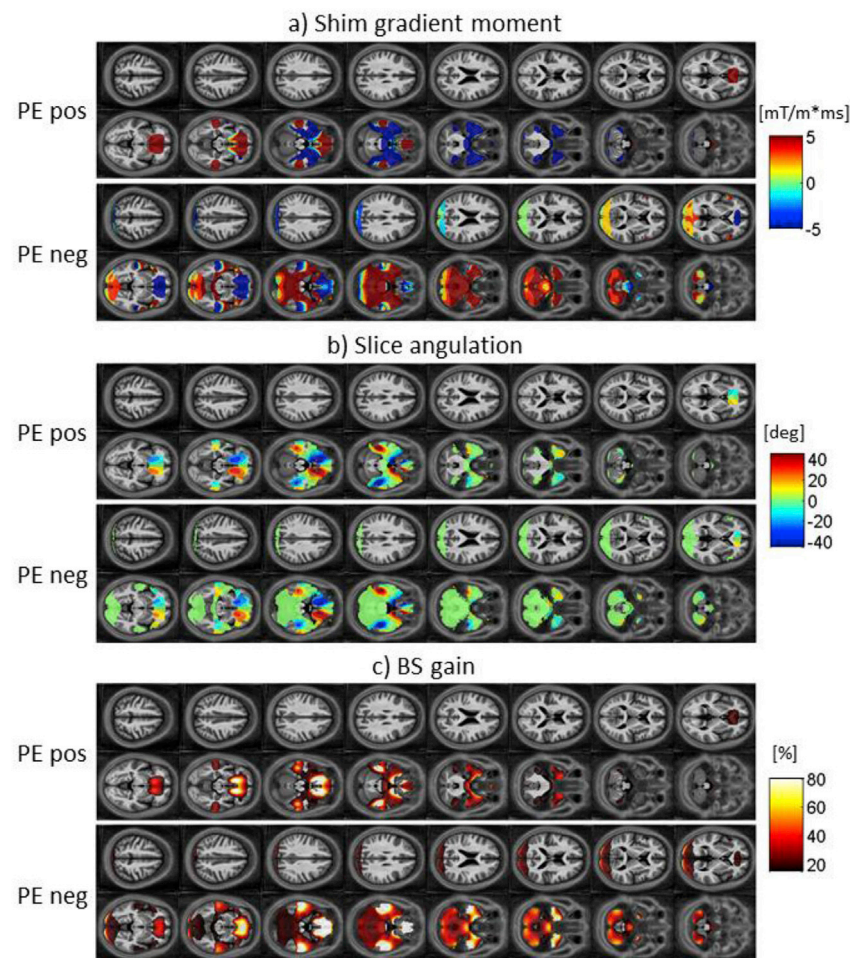 a) Shim gradient moment
PE pos
[mT/m*ms]
5
0
-5
PE neg
b) Slice angulation
PE pos
[deg]
40
20
0
-20
-40
PE neg
c) BS gain
PE pos
[%]
80
60
40
20
PE neg